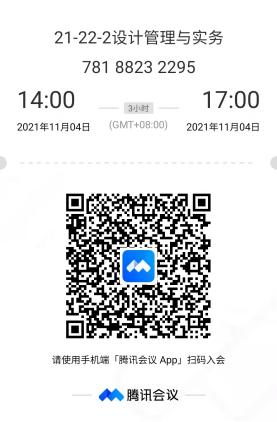 21-22-2设计管理与实务
781 8823 2295
14:00 3小时 17:00
2021年11月04日 (GMT+08:00) 2021年11月04日
请使用手机端「腾讯会议 App」扫码入会
腾讯会议